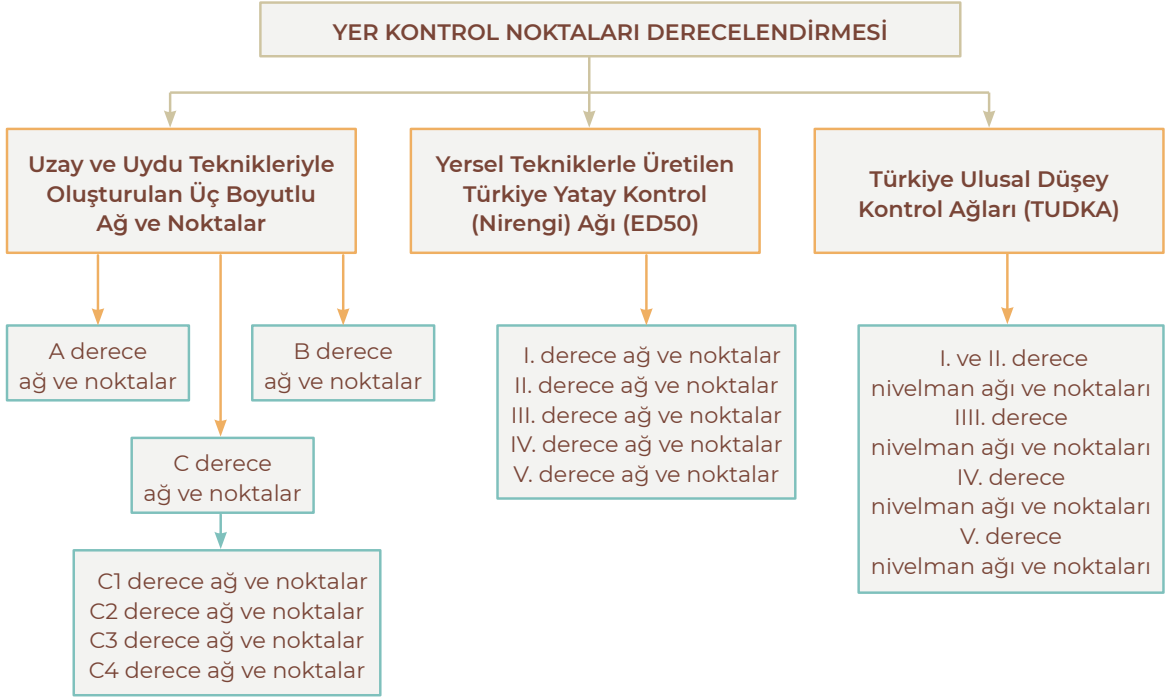 YER KONTROL NOKTALARI DERECELENDİRMESİ
Uzay ve Uydu Teknikleriyle
Oluşturulan Üç Boyutlu
Ağ ve Noktalar
A derece
ağ ve noktalar
B derece
ağ ve noktalar
C derece
ağ ve noktalar
C1 derece ağ ve noktalar
C2 derece ağ ve noktalar
C3 derece ağ ve noktalar
C4 derece ağ ve noktalar
Yersel Tekniklerle Üretilen
Türkiye Yatay Kontrol
(Nirengi) Ağı (ED50)
I. derece ağ ve noktalar
II. derece ağ ve noktalar
III. derece ağ ve noktalar
IV. derece ağ ve noktalar
V. derece ağ ve noktalar
Türkiye Ulusal Düşey
Kontrol Ağları (TUDKA)
I. ve II. derece
nivelman ağı ve noktaları
IIII. derece
nivelman ağı ve noktaları
IV. derece
nivelman ağı ve noktaları
V. derece
nivelman ağı ve noktaları